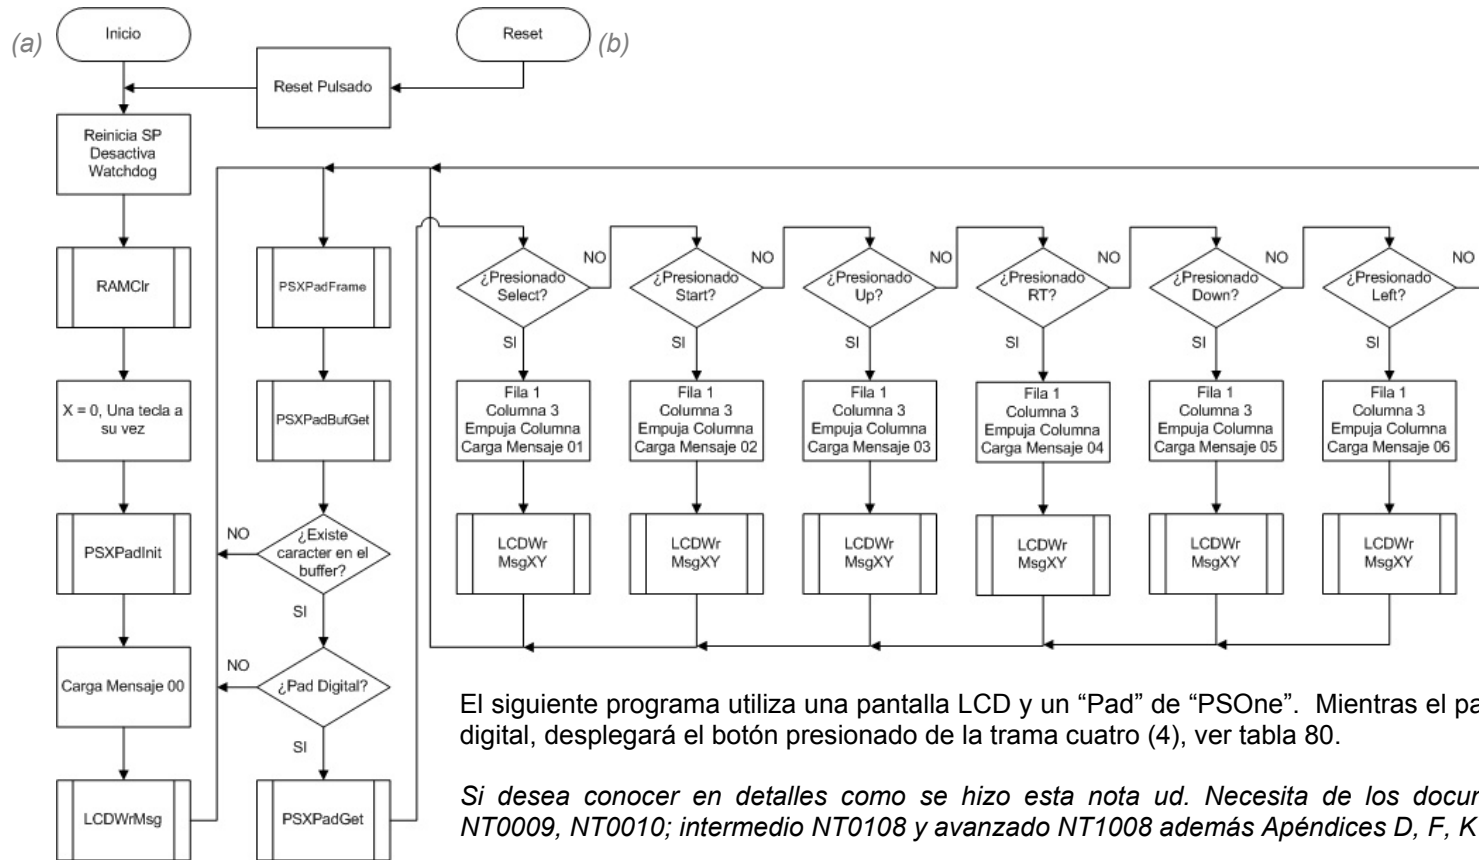 (a)
Inicio
Reset
(b)
Reset Pulsado
Reinicia SP
Desactiva
Watchdog
RAMClr
X = 0, Una tecla a
su vez
PSXPadInit
Carga Mensaje 00
LCDWrMsg
PSXPadFrame
PSXPadBufGet
¿Existe
caracter en el
buffer?
NO
SI
¿Pad Digital?
NO
SI
PSXPadGet
¿Presionado
Select?
NO
SI
Fila 1
Columna 3
Empuja Columna
Carga Mensaje 01
LCDWr
MsgXY
¿Presionado
Start?
NO
SI
Fila 1
Columna 3
Empuja Columna
Carga Mensaje 02
LCDWr
MsgXY
¿Presionado
Up?
NO
SI
Fila 1
Columna 3
Empuja Columna
Carga Mensaje 03
LCDWr
MsgXY
¿Presionado
RT?
NO
SI
Fila 1
Columna 3
Empuja Columna
Carga Mensaje 04
LCDWr
MsgXY
¿Presionado
Down?
NO
SI
Fila 1
Columna 3
Empuja Columna
Carga Mensaje 05
LCDWr
MsgXY
¿Presionado
Left?
NO
SI
Fila 1
Columna 3
Empuja Columna
Carga Mensaje 06
LCDWr
MsgXY
El siguiente programa utiliza una pantalla LCD y un “Pad” de “PSOne”. Mientras el pa
digital, desplegará el botón presionado de la trama cuatro (4), ver tabla 80.
Si desea conocer en detalles como se hizo esta nota ud. Necesita de los docum
NT0009, NT0010; intermedio NT0108 y avanzado NT1008 además Apéndices D, F, K